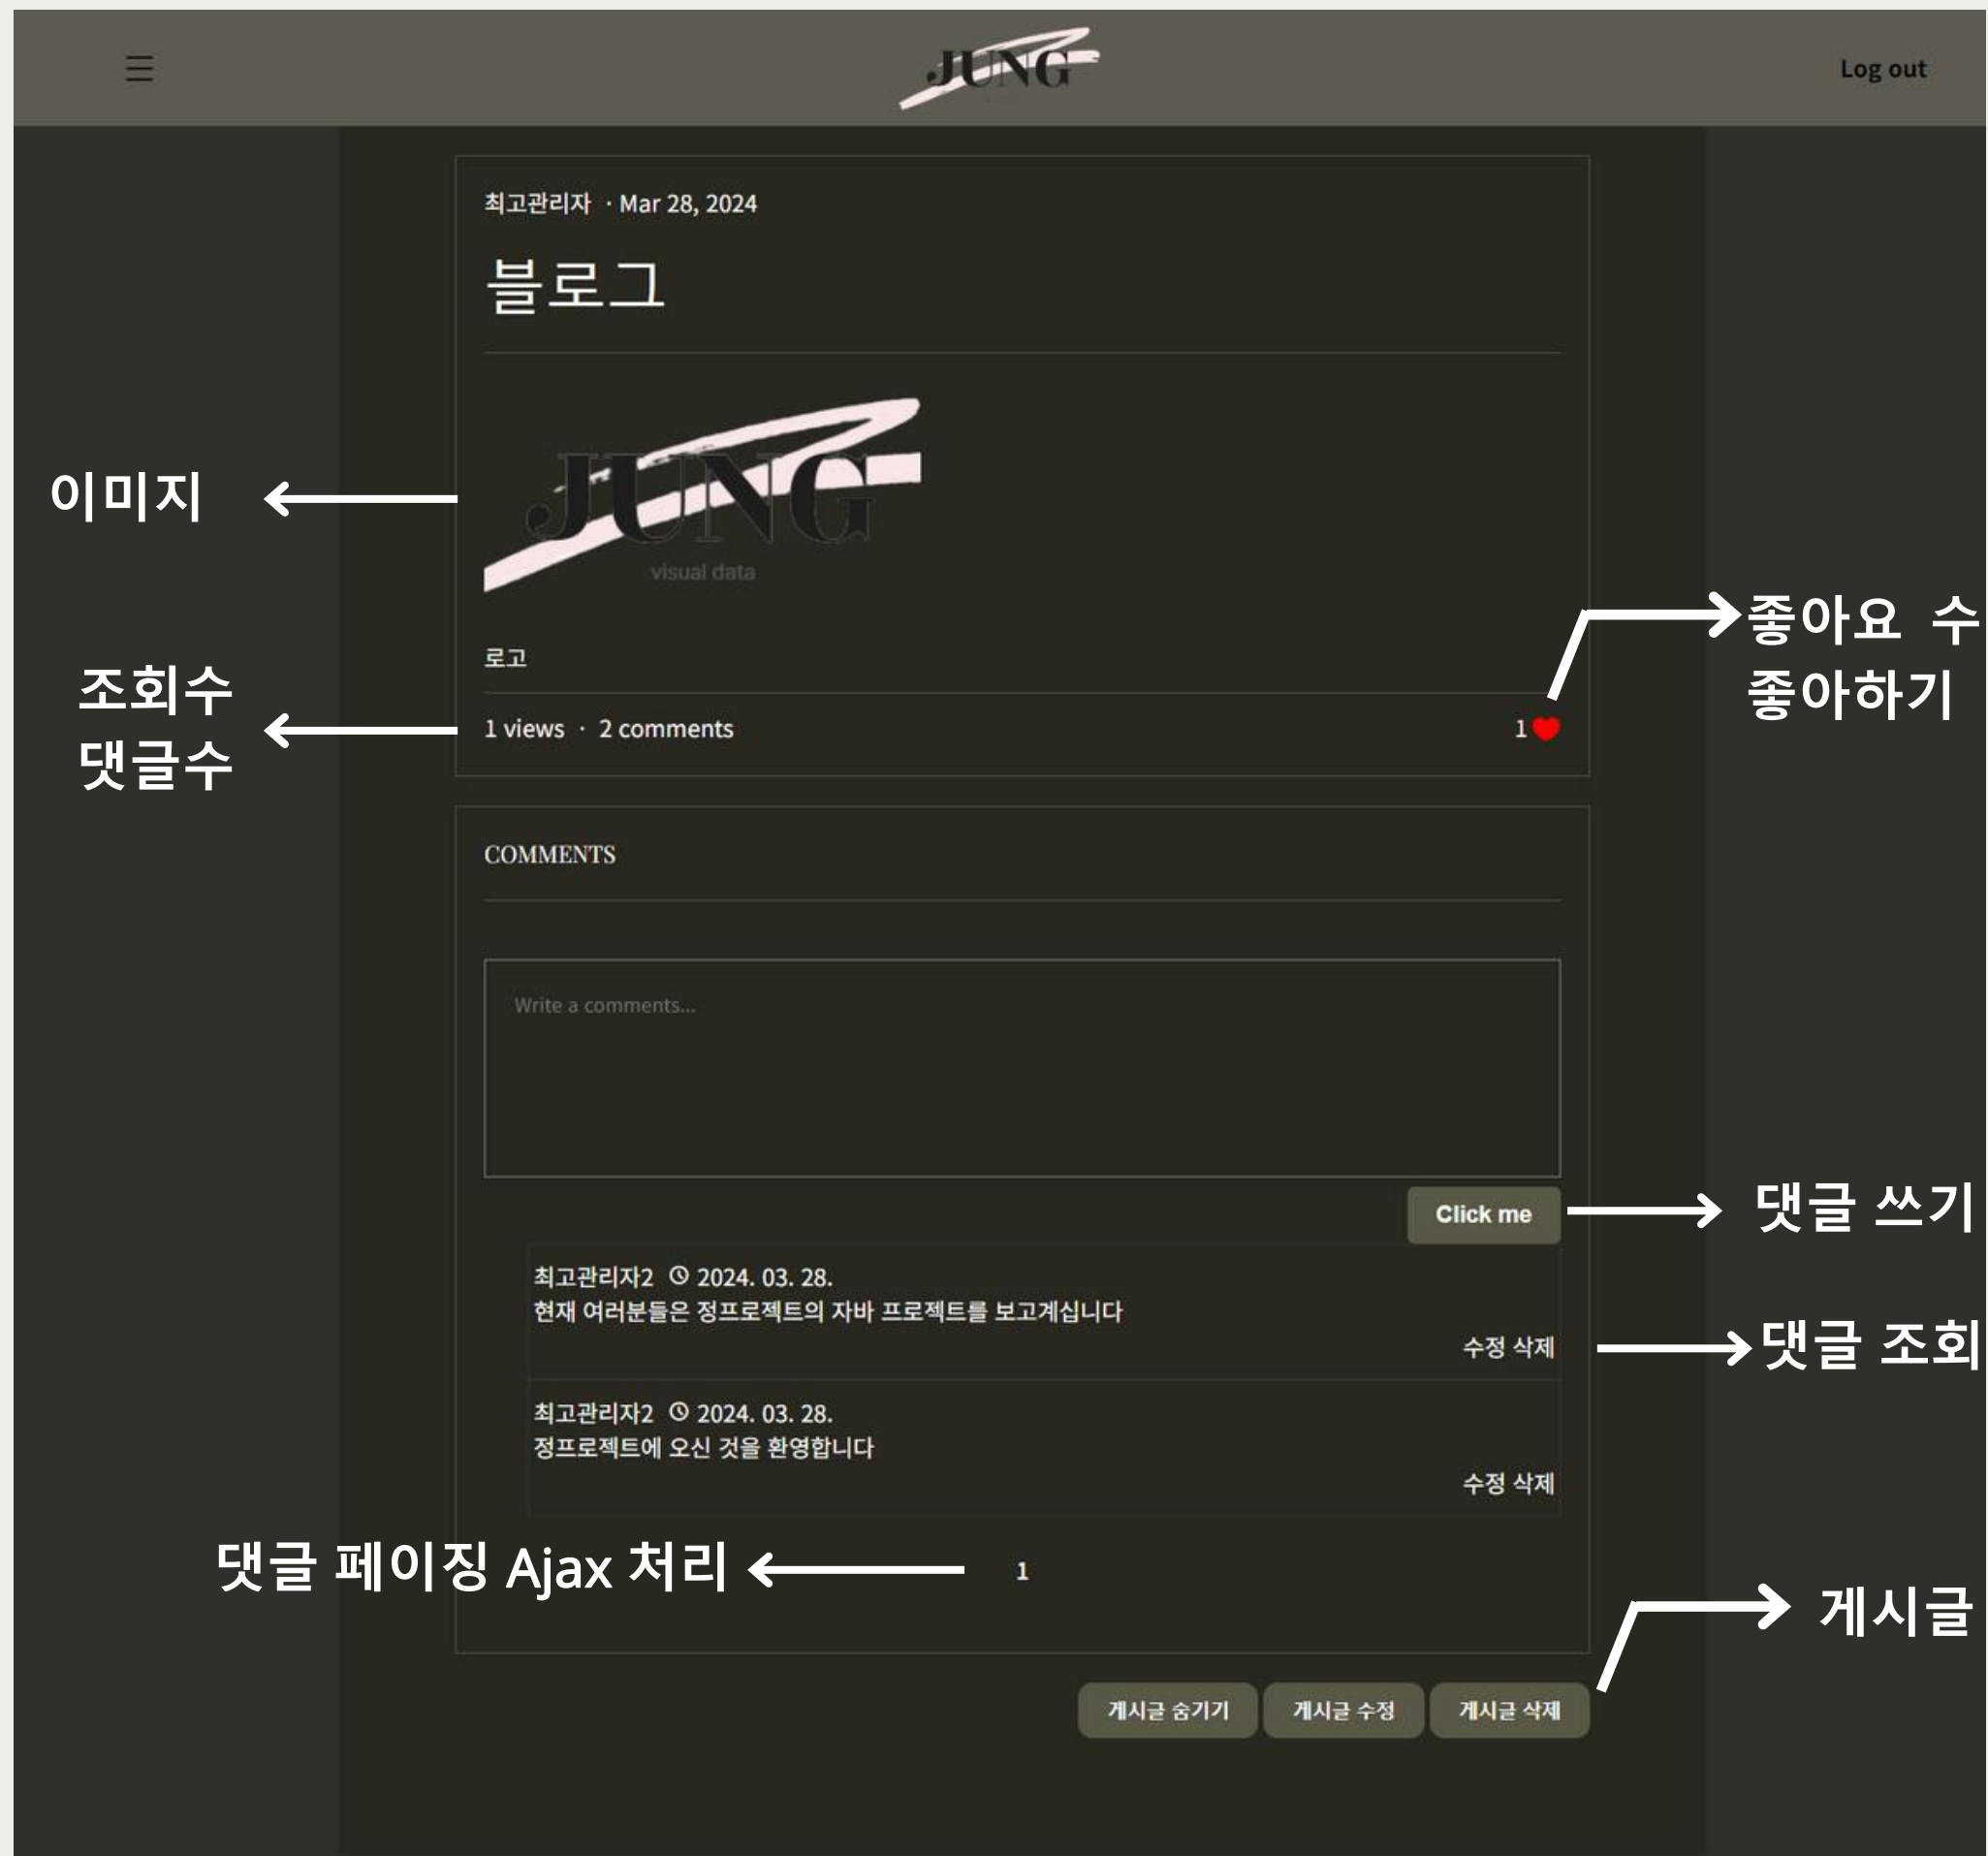 ☰
JUNG
Log out
최고관리자 · Mar 28, 2024
블로그
JUNG
visual data
이미지
로고
좋아요 수
좋아하기
조회수
댓글수
1 views · 2 comments
1
COMMENTS
Write a comments...
Click me
댓글 쓰기
최고관리자2 2024. 03. 28.
현재 여러분들은 정프로젝트의 자바 프로젝트를 보고계십니다
수정 삭제
댓글 조회
최고관리자2 2024. 03. 28.
정프로젝트에 오신 것을 환영합니다
수정 삭제
댓글 페이징 Ajax 처리
1
게시글
게시글 숨기기 게시글 수정 게시글 삭제